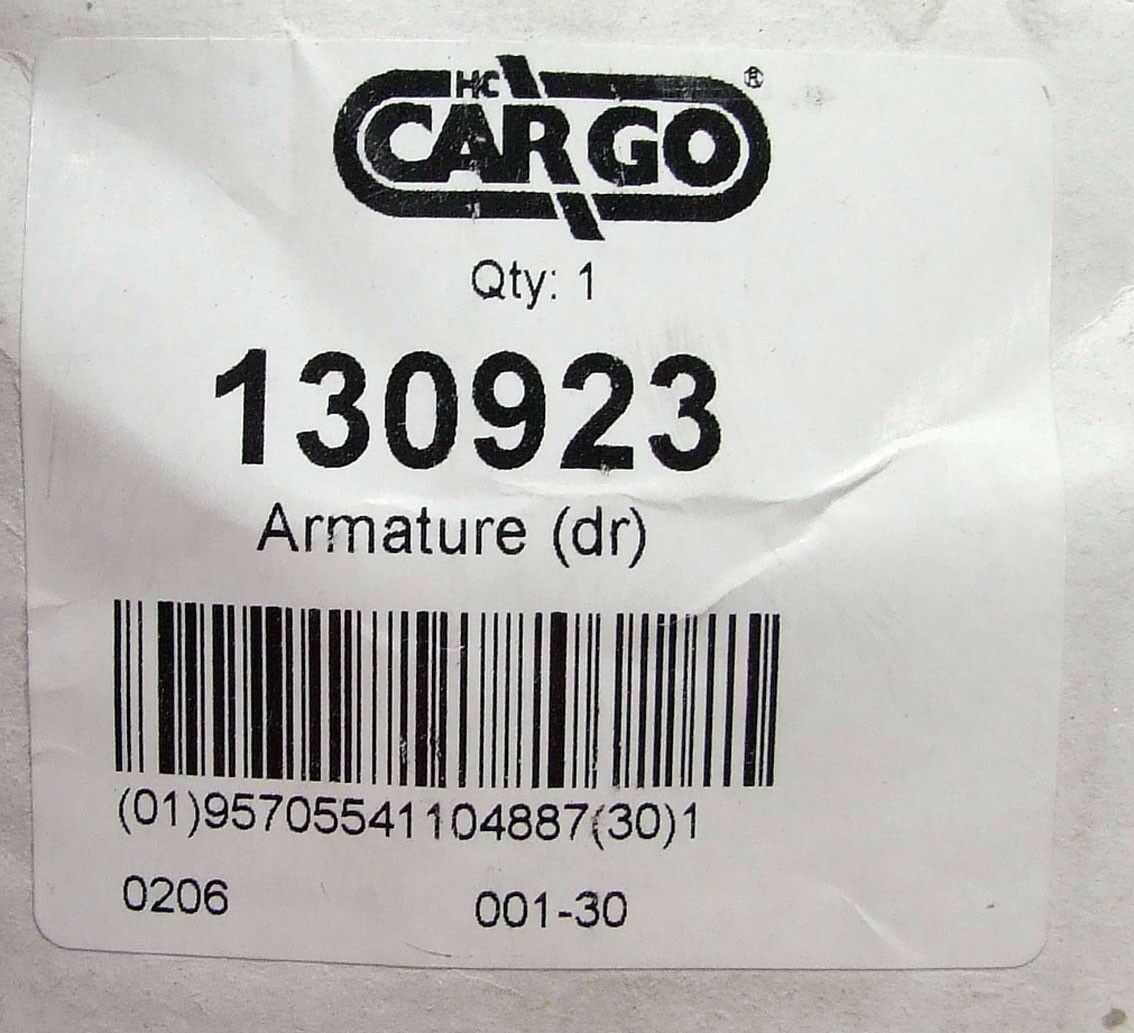 HC
CARGO ®
Qty: 1
130923
Armature (dr)
(01)95705541104887(30)1
0206 001-30